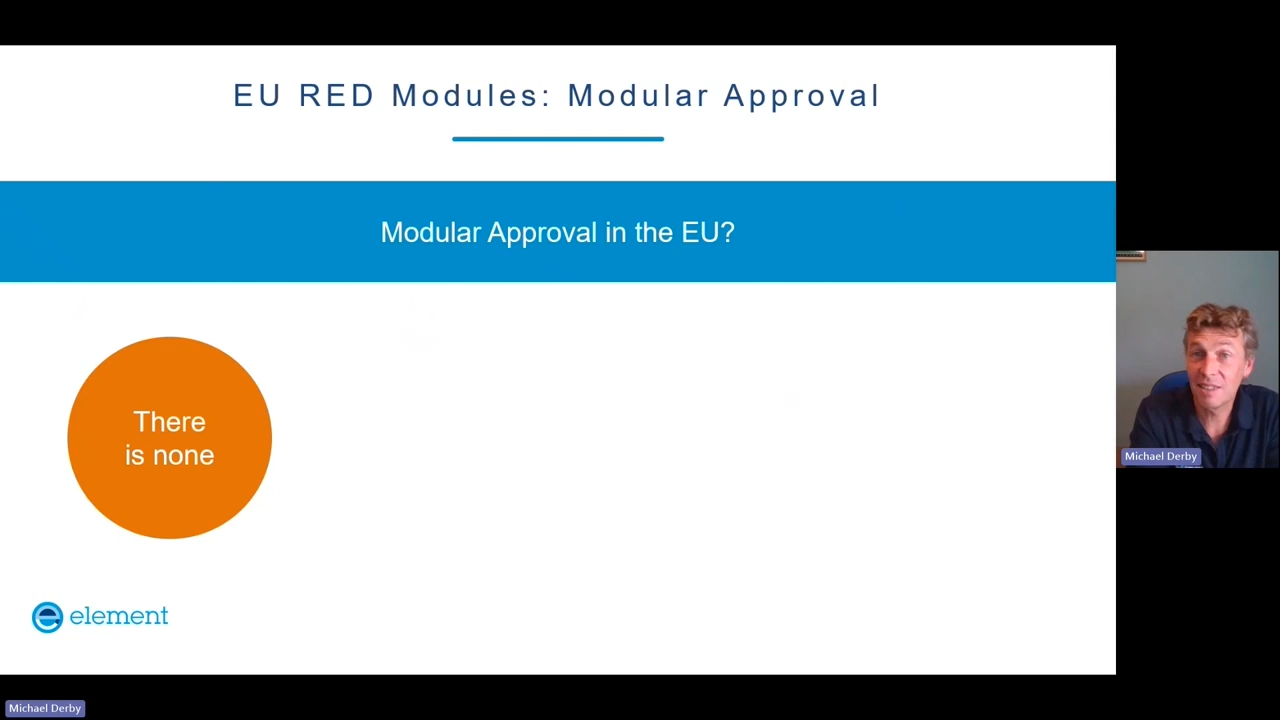 EU RED Modules: Modular Approval
Modular Approval in the EU?
There
is none
element
Michael Derby
Michael Derby